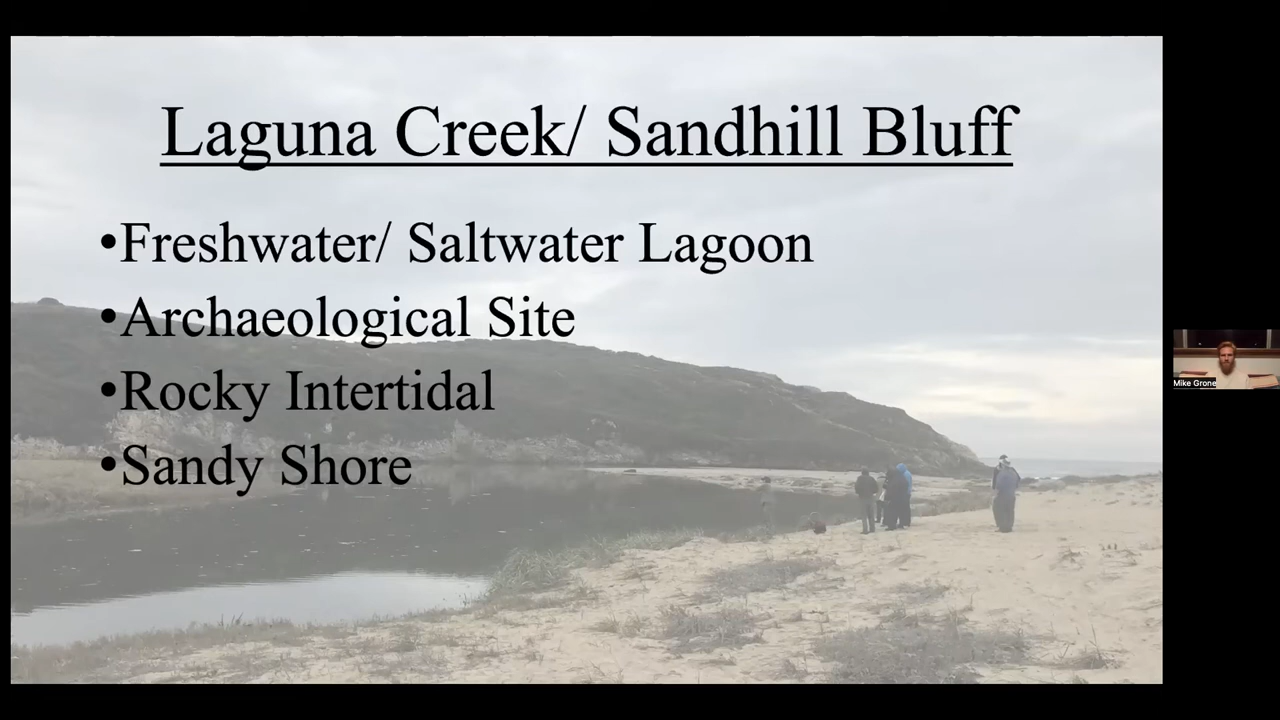 Laguna Creek/ Sandhill Bluff
•Freshwater/ Saltwater Lagoon
•Archaeological Site
•Rocky Intertidal
•Sandy Shore
Mike Grone